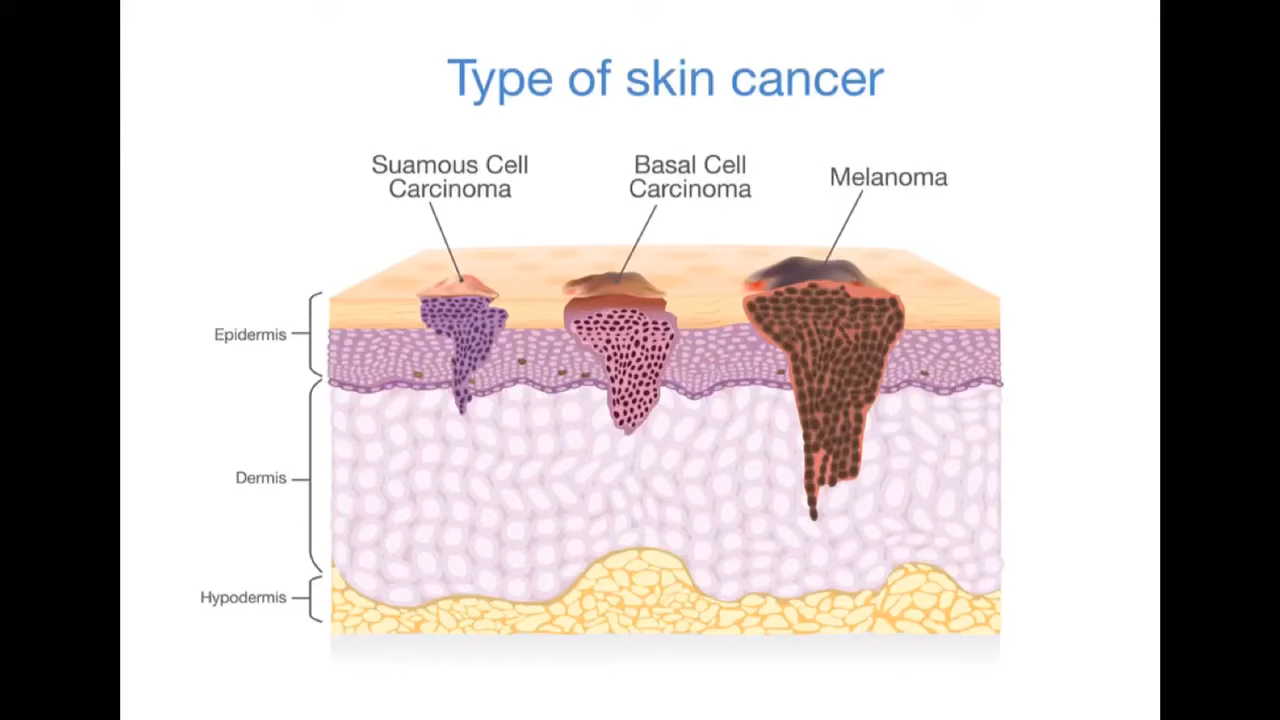 Type of skin cancer
Suamous Cell
Carcinoma
Basal Cell
Carcinoma
Melanoma
Epidermis
Dermis
Hypodermis